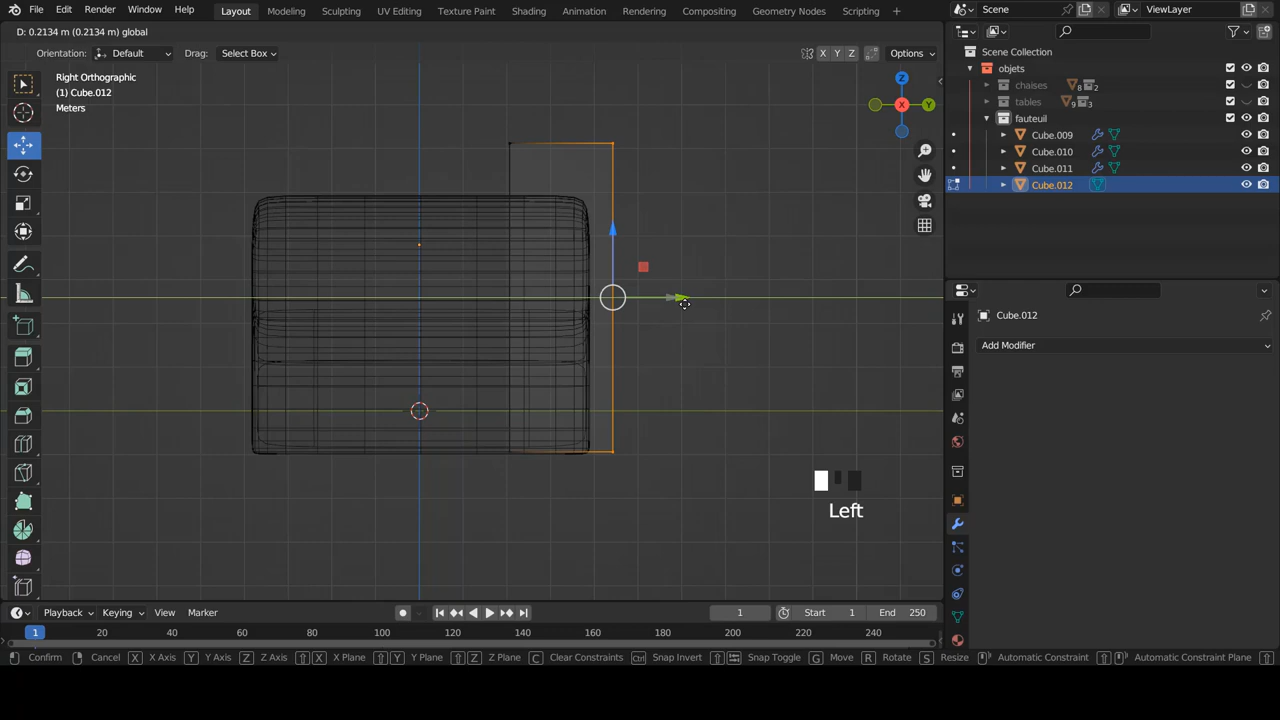 File Edit Render Window Help Layout Modeling Sculpting UV Editing Texture Paint Shading Animation Rendering Compositing Geometry Nodes Scripting Scene ViewLayer
D: 0.2134 m (0.2134 m) global
Orientation: Default Drag: Select Box X Y Z Options
Right Orthographic
(1) Cube.012
Meters
Z
X
Y
Scene Collection
objets
chaises 8 2
tables 9 3
fauteuil
Cube.009
Cube.010
Cube.011
Cube.012
Cube.012
Add Modifier
Left
Playback Keying View Marker 1 Start 1 End 250
1 20 40 60 80 100 120 140 160 180 200 220 240
Confirm Cancel X X Axis Y Y Axis Z Z Axis X X Plane Y Y Plane Z Z Plane C Clear Constraints Ctrl Snap Invert Snap Toggle G Move R Rotate S Resize Automatic Constraint Automatic Constraint Plane